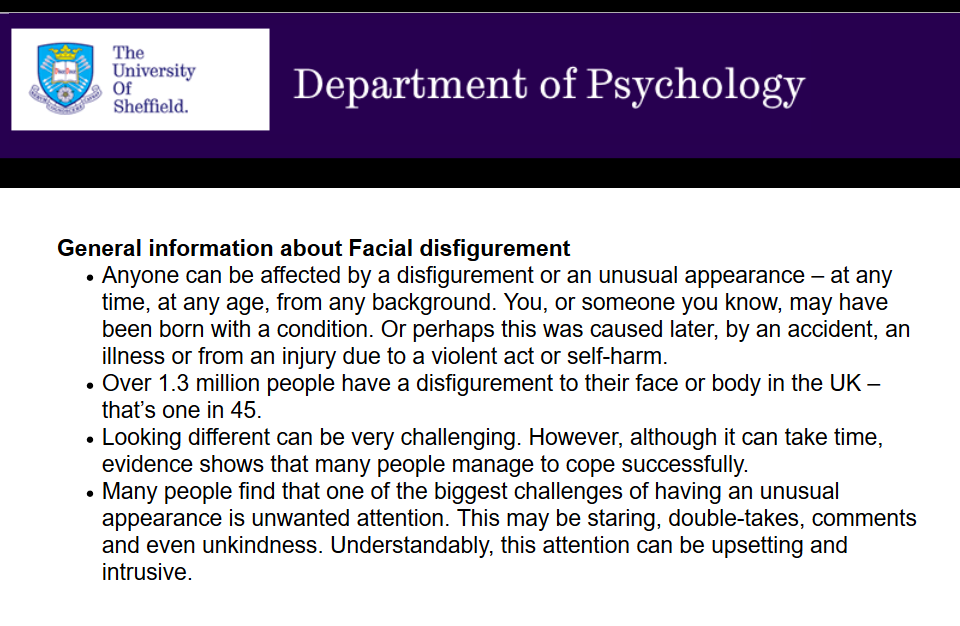 The
University
Of
Sheffield.
Department of Psychology
General information about Facial disfigurement
• Anyone can be affected by a disfigurement or an unusual appearance – at any
time, at any age, from any background. You, or someone you know, may have
been born with a condition. Or perhaps this was caused later, by an accident, an
illness or from an injury due to a violent act or self-harm.
• Over 1.3 million people have a disfigurement to their face or body in the UK –
that’s one in 45.
• Looking different can be very challenging. However, although it can take time,
evidence shows that many people manage to cope successfully.
• Many people find that one of the biggest challenges of having an unusual
appearance is unwanted attention. This may be staring, double-takes, comments
and even unkindness. Understandably, this attention can be upsetting and
intrusive.